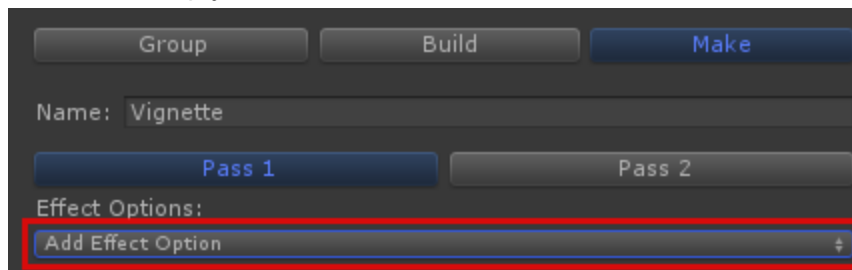 Group Build Make
Name: Vignette
Pass 1 Pass 2
Effect Options:
Add Effect Option